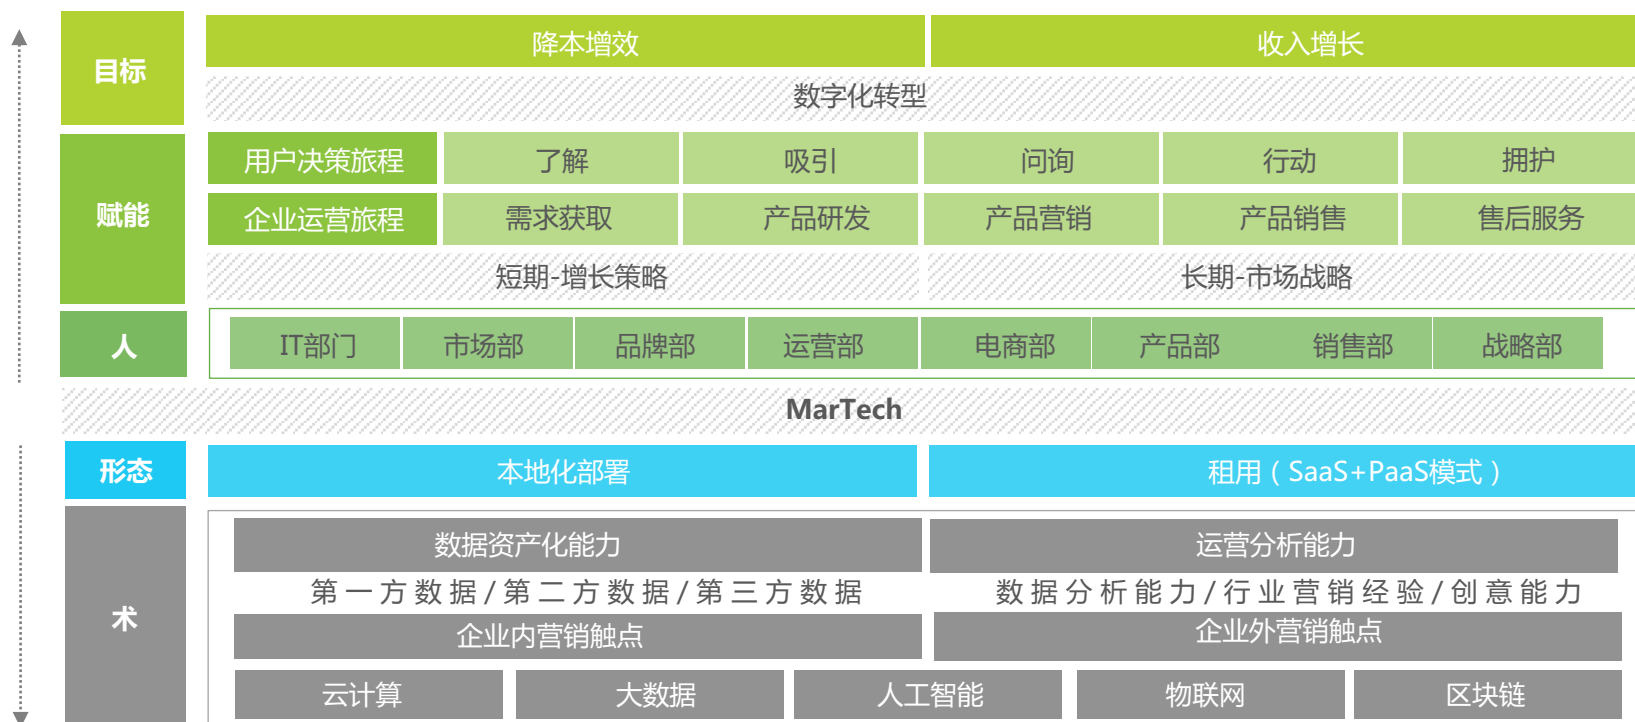 目标
降本增效
收入增长
数字化转型
赋能
用户决策旅程
了解
吸引
问询
行动
拥护
企业运营旅程
需求获取
产品研发
产品营销
产品销售
售后服务
短期-增长策略
长期-市场战略
人
IT部门
市场部
品牌部
运营部
电商部
产品部
销售部
战略部
MarTech
形态
本地化部署
租用（SaaS+PaaS模式）
术
数据资产化能力
运营分析能力
第一方数据/第二方数据/第三方数据
数据分析能力/行业营销经验/创意能力
企业内营销触点
企业外营销触点
云计算
大数据
人工智能
物联网
区块链